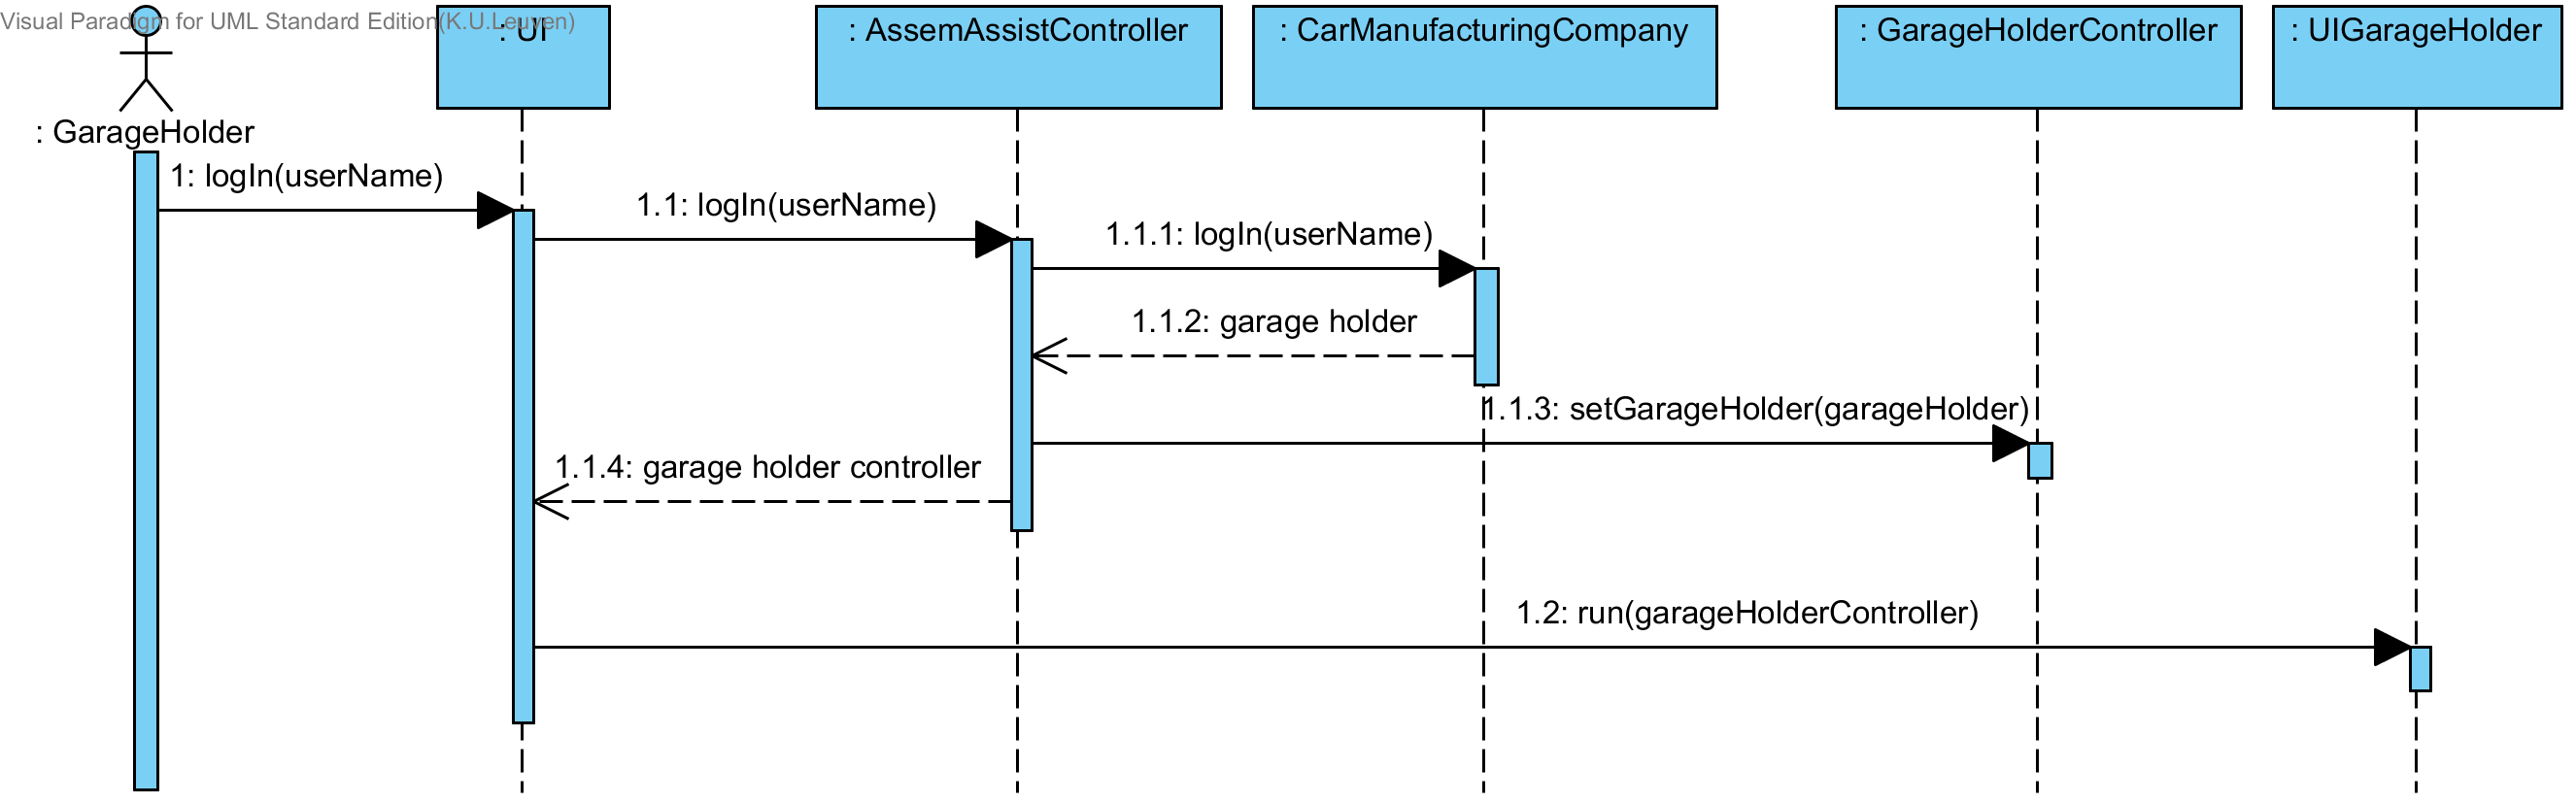 Visual Paradigm for UML Standard Edition(K.U.Leuven)
: GarageHolder
: UI
: AssemAssistController
: CarManufacturingCompany
: GarageHolderController
: UIGarageHolder
1: logIn(userName)
1.1: logIn(userName)
1.1.1: logIn(userName)
1.1.2: garage holder
1.1.3: setGarageHolder(garageHolder)
1.1.4: garage holder controller
1.2: run(garageHolderController)